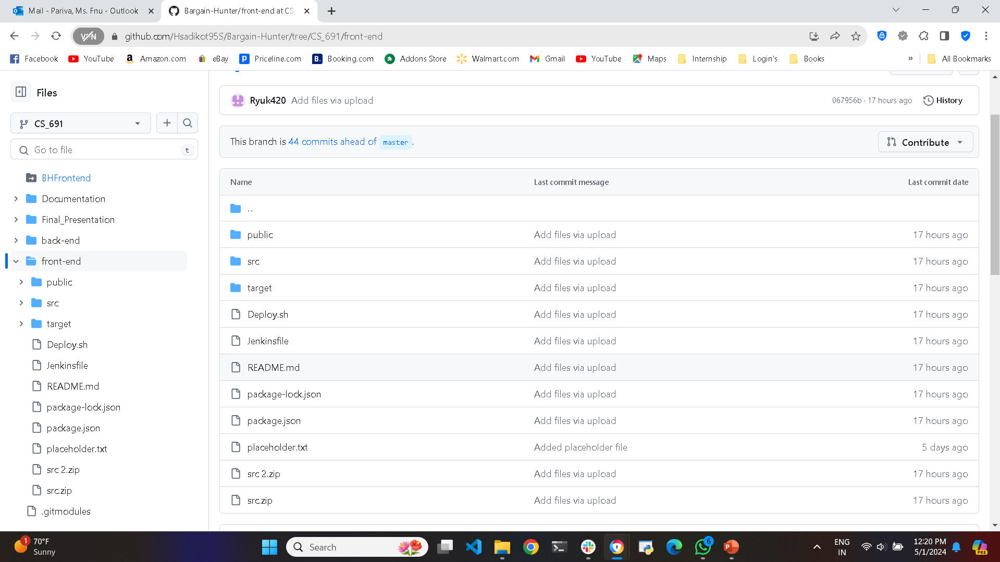 Mail - Pariva, Ms. Fnu - Outlook
Bargain-Hunter/front-end at CS_
VPN
github.com/Hsadikot95S/Bargain-Hunter/tree/CS_691/front-end
Facebook YouTube Amazon.com eBay Priceline.com Booking.com Addons Store Walmart.com Gmail YouTube Maps Internship Login's Books » All Bookmarks
Files
CS_691
Go to file t
BHFrontend
Documentation
Final_Presentation
back-end
front-end
public
src
target
Deploy.sh
Jenkinsfile
README.md
package-lock.json
package.json
placeholder.txt
src 2.zip
src.zip
.gitmodules
Ryuk420 Add files via upload 067956b · 17 hours ago History
This branch is 44 commits ahead of master .
Contribute
Name Last commit message Last commit date
..
public Add files via upload 17 hours ago
src Add files via upload 17 hours ago
target Add files via upload 17 hours ago
Deploy.sh Add files via upload 17 hours ago
Jenkinsfile Add files via upload 17 hours ago
README.md Add files via upload 17 hours ago
package-lock.json Add files via upload 17 hours ago
package.json Add files via upload 17 hours ago
placeholder.txt Added placeholder file 5 days ago
src 2.zip Add files via upload 17 hours ago
src.zip Add files via upload 17 hours ago
1
70°F
Sunny
Search
6
ENG
IN
12:20 PM
5/1/2024
PRE